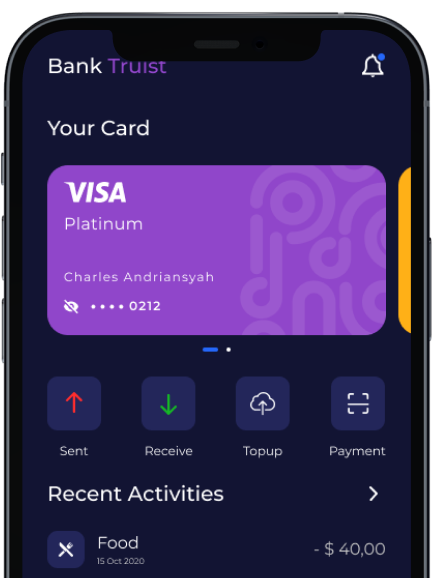 Bank Truist
Your Card
VISA
Platinum
Charles Andriansyah
•••• 0212
Sent
Receive
Topup
Payment
Recent Activities
Food
- $ 40,00
15 Oct 2020